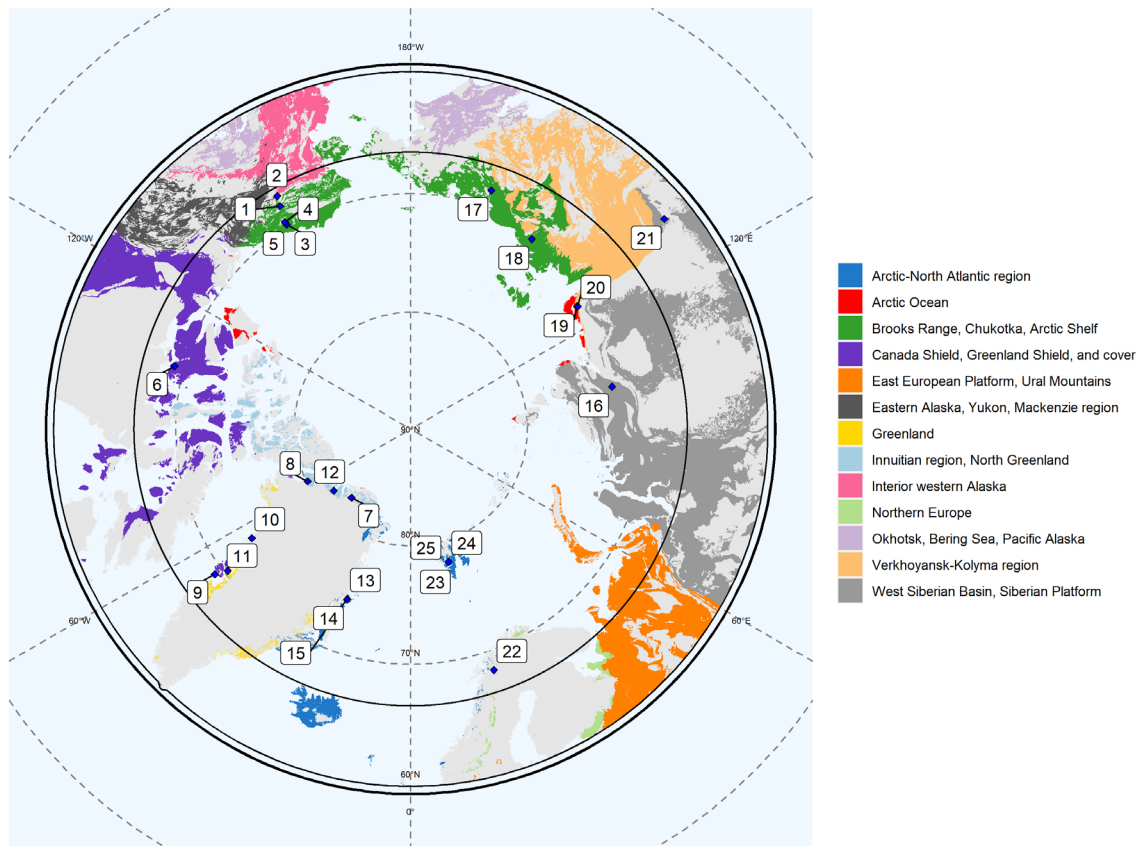 180°W
2
1
4
5
3
17
18
21
120°W
120°E
20
19
6
16
90°N
8
12
7
10
80°N
25
24
23
11
9
13
14
15
22
70°N
60°W
60°E
60°N
0°
Arctic-North Atlantic region
Arctic Ocean
Brooks Range, Chukotka, Arctic Shelf
Canada Shield, Greenland Shield, and cover
East European Platform, Ural Mountains
Eastern Alaska, Yukon, Mackenzie region
Greenland
Innuitian region, North Greenland
Interior western Alaska
Northern Europe
Okhotsk, Bering Sea, Pacific Alaska
Verkhoyansk-Kolyma region
West Siberian Basin, Siberian Platform